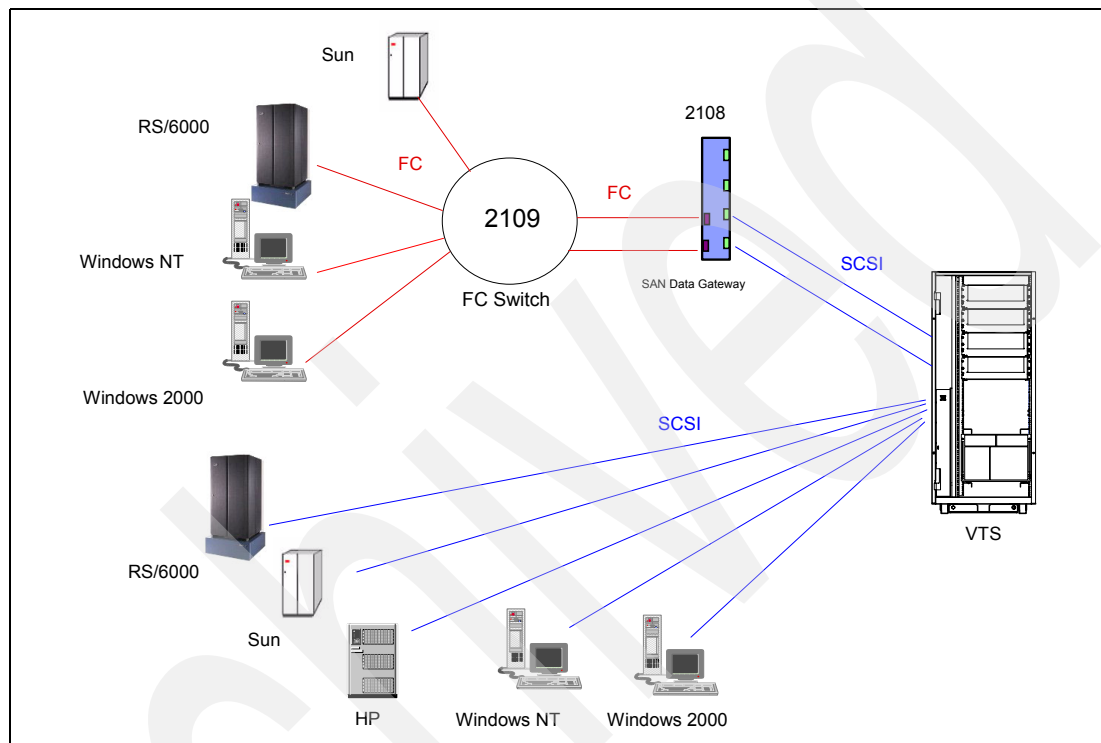 Sun
RS/6000
2108
FC
FC
2109
Windows NT
SCSI
SAN Data Gateway
FC Switch
Windows 2000
SCSI
VTS
RS/6000
Sun
HP
Windows NT
Windows 2000